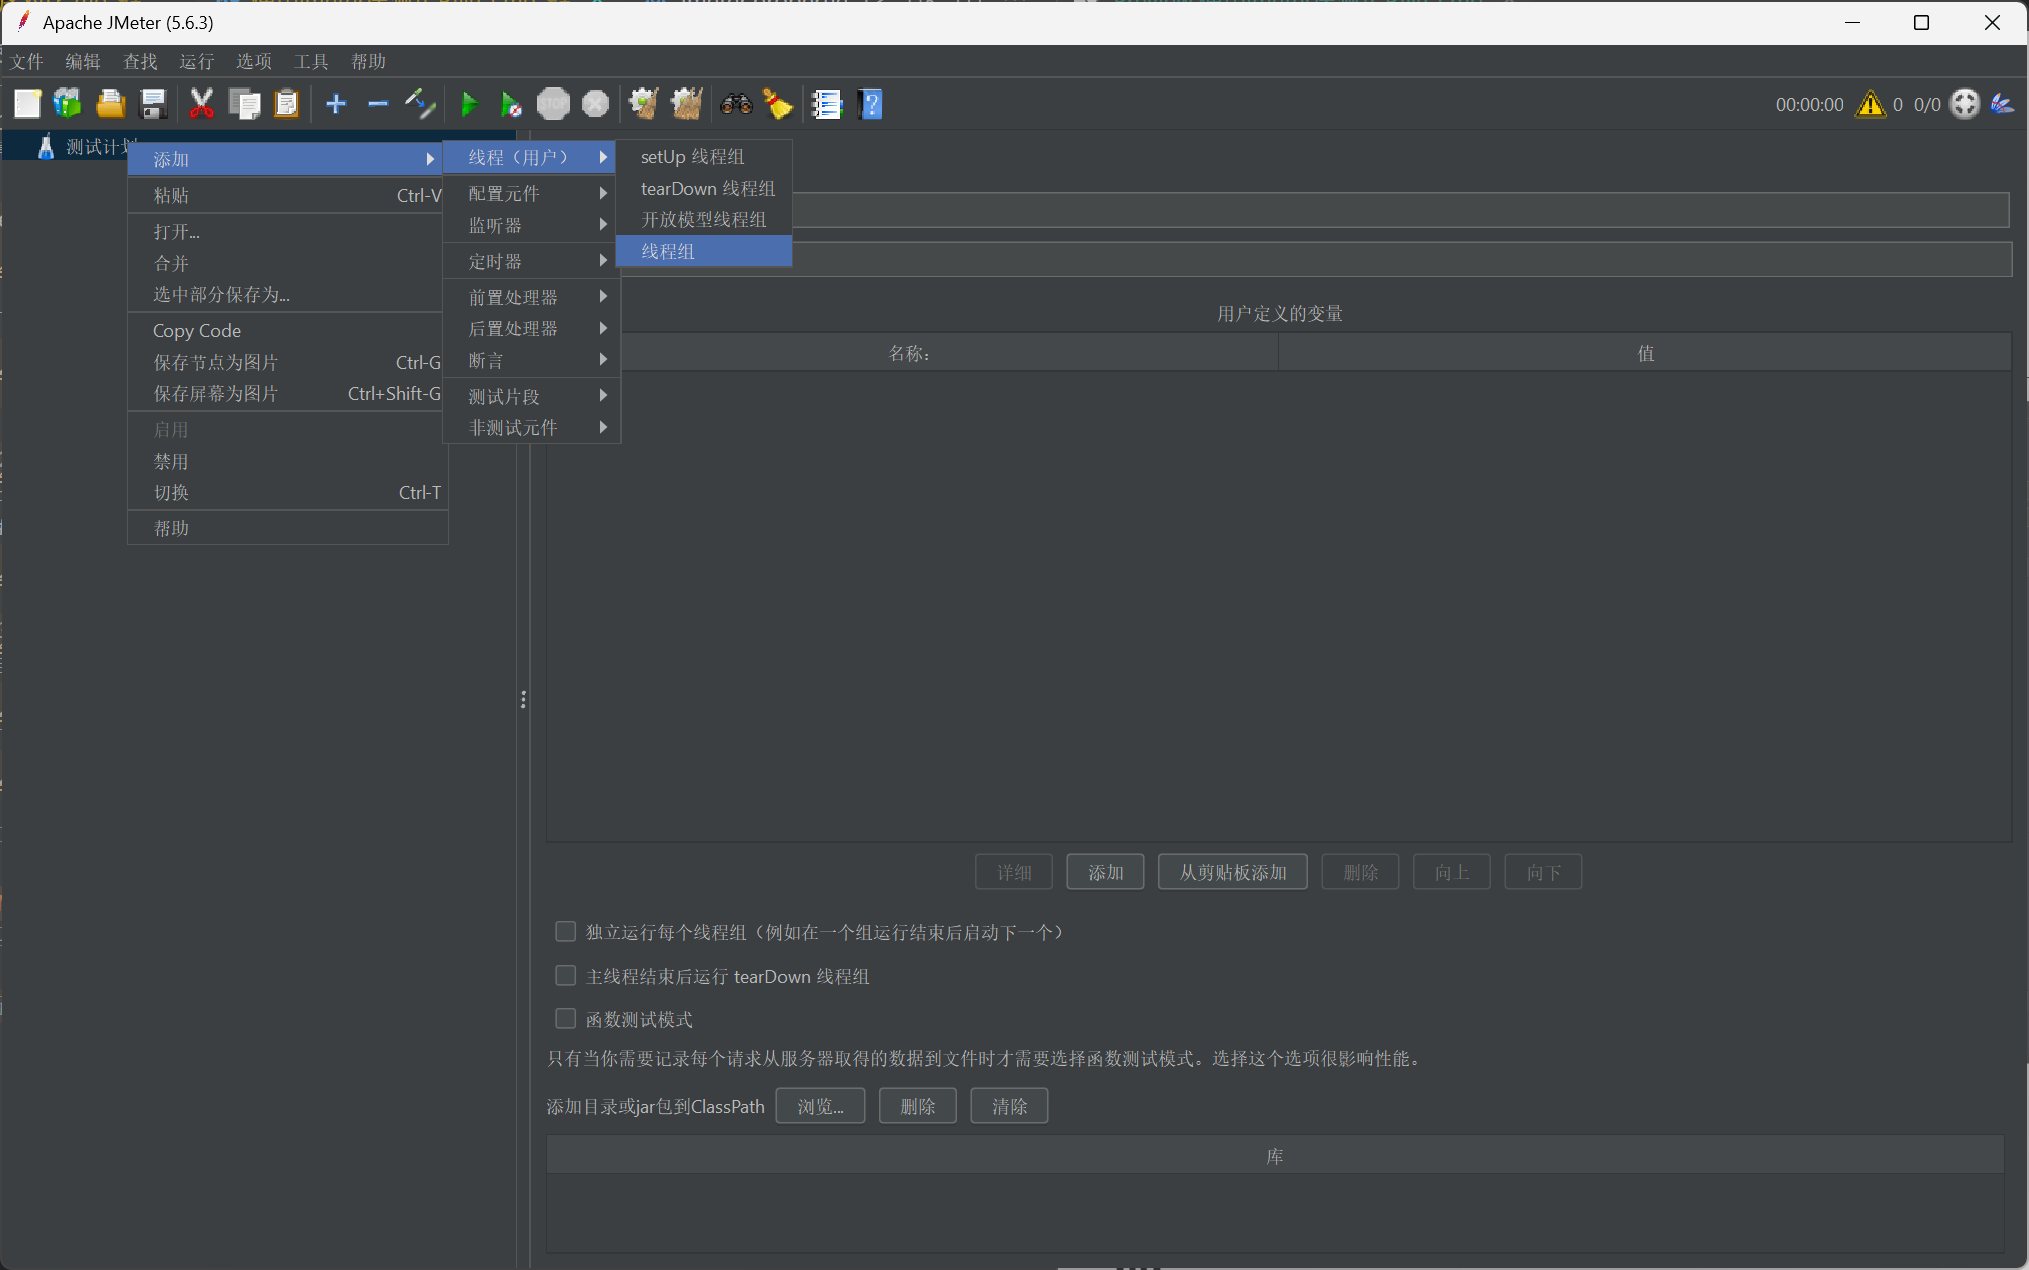 Apache JMeter (5.6.3)
文件 编辑 查找 运行 选项 工具 帮助
00:00:00 0 0/0
测试计划
添加
粘贴 Ctrl-V
打开...
合并
选中部分保存为...
Copy Code
保存节点为图片 Ctrl-G
保存屏幕为图片 Ctrl+Shift-G
启用
禁用
切换 Ctrl-T
帮助
线程（用户）
配置元件
监听器
定时器
前置处理器
后置处理器
断言
测试片段
非测试元件
setUp 线程组
tearDown 线程组
开放模型线程组
线程组
用户定义的变量
名称: 值
详细 添加 从剪贴板添加 删除 向上 向下
独立运行每个线程组（例如在一个组运行结束后启动下一个）
主线程结束后运行 tearDown 线程组
函数测试模式
只有当你需要记录每个请求从服务器取得的数据到文件时才需要选择函数测试模式。选择这个选项很影响性能。
添加目录或jar包到ClassPath 浏览... 删除 清除
库